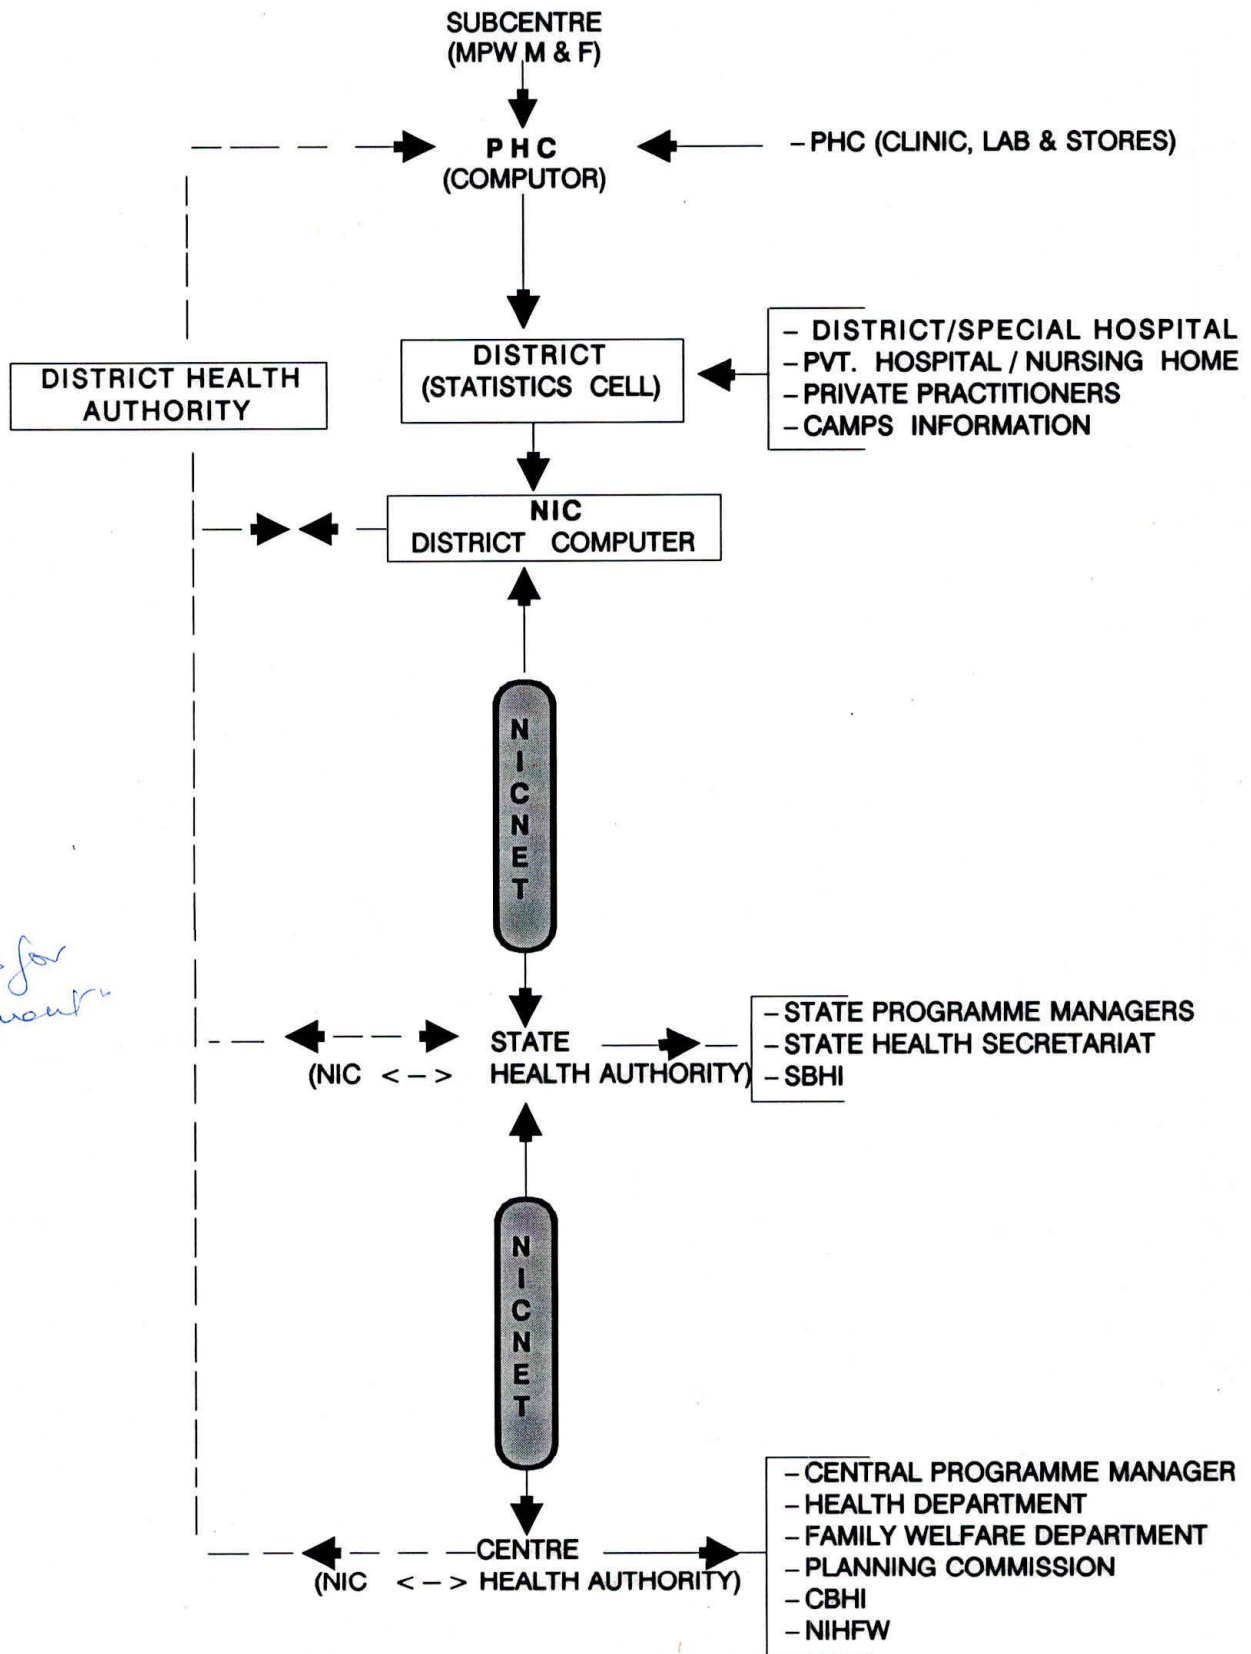 SUBCENTRE
(MPW M & F)
PHC
(COMPUTOR)
– PHC (CLINIC, LAB & STORES)
DISTRICT HEALTH
AUTHORITY
DISTRICT
(STATISTICS CELL)
– DISTRICT/SPECIAL HOSPITAL
– PVT. HOSPITAL / NURSING HOME
– PRIVATE PRACTITIONERS
– CAMPS INFORMATION
NIC
DISTRICT COMPUTER
NICNET
for
STATE
(NIC < – > HEALTH AUTHORITY)
– STATE PROGRAMME MANAGERS
– STATE HEALTH SECRETARIAT
– SBHI
NICNET
CENTRE
(NIC < – > HEALTH AUTHORITY)
– CENTRAL PROGRAMME MANAGER
– HEALTH DEPARTMENT
– FAMILY WELFARE DEPARTMENT
– PLANNING COMMISSION
– CBHI
– NIHFW